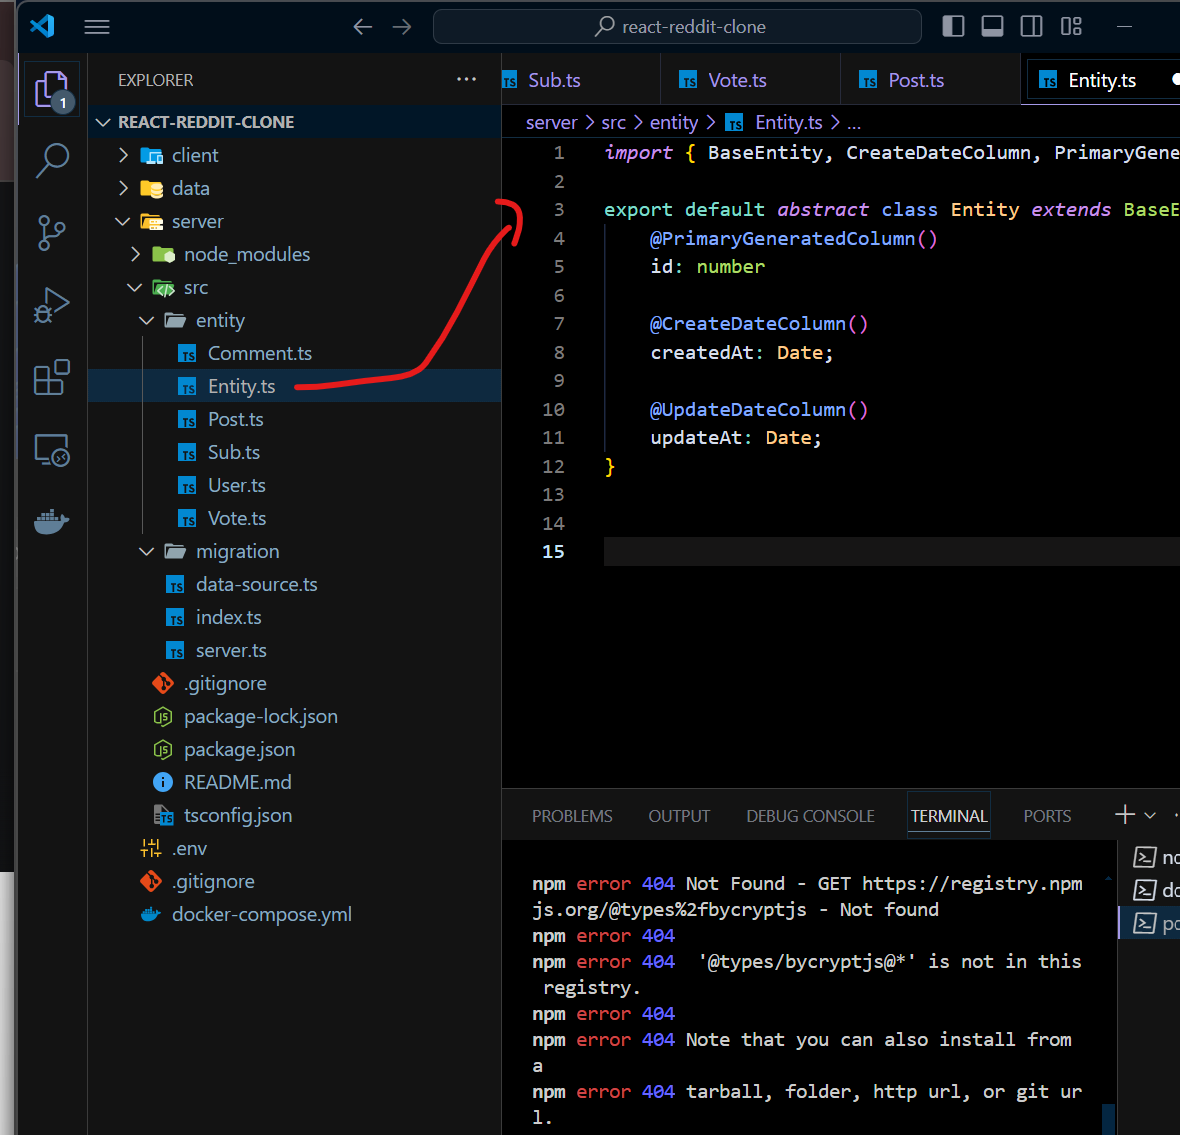 react-reddit-clone
EXPLORER
Sub.ts
Vote.ts
Post.ts
Entity.ts
1
REACT-REDDIT-CLONE
server > src > entity > Entity.ts > ...
client
data
server
node_modules
src
entity
Comment.ts
Entity.ts
Post.ts
Sub.ts
User.ts
Vote.ts
migration
data-source.ts
index.ts
server.ts
.gitignore
package-lock.json
package.json
README.md
tsconfig.json
.env
.gitignore
docker-compose.yml
1 import { BaseEntity, CreateDateColumn, PrimaryGene
2
3 export default abstract class Entity extends BaseE
4 @PrimaryGeneratedColumn()
5 id: number
6
7 @CreateDateColumn()
8 createdAt: Date;
9
10 @UpdateDateColumn()
11 updateAt: Date;
12 }
13
14
15
PROBLEMS OUTPUT DEBUG CONSOLE TERMINAL PORTS
npm error 404 Not Found - GET https://registry.npm
js.org/@types%2fbycryptjs - Not found
npm error 404
npm error 404  '@types/bycryptjs@*' is not in this
registry.
npm error 404
npm error 404 Note that you can also install from
a
npm error 404 tarball, folder, http url, or git ur
l.
no
do
po